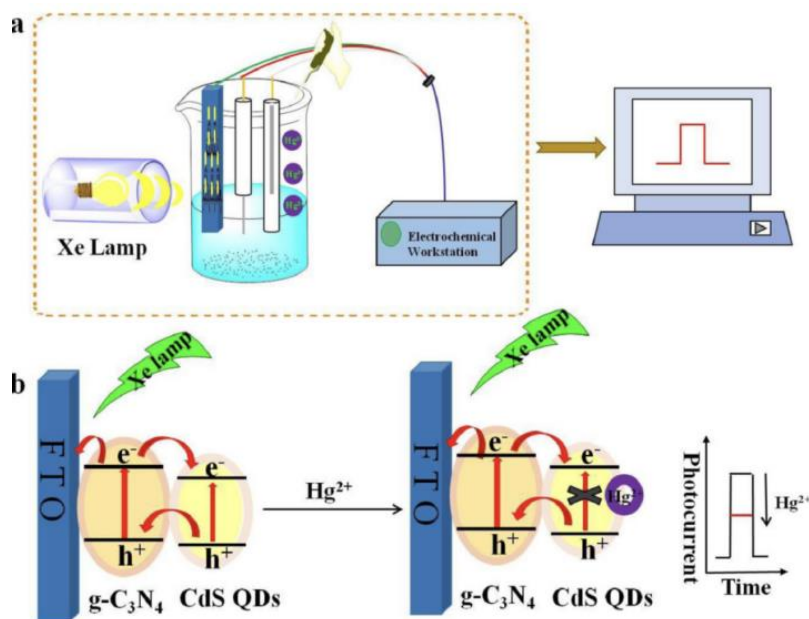 a
Hg²⁺
Hg²⁺
Hg²⁺
Xe Lamp
Electrochemical
Workstation
b
Xe lamp
FTO
e⁻
e⁻
h⁺
h⁺
g-C₃N₄
CdS QDs
Hg²⁺
Xe lamp
FTO
e⁻
e⁻
Hg²⁺
h⁺
h⁺
g-C₃N₄
CdS QDs
Photocurrent
Hg²⁺
Time